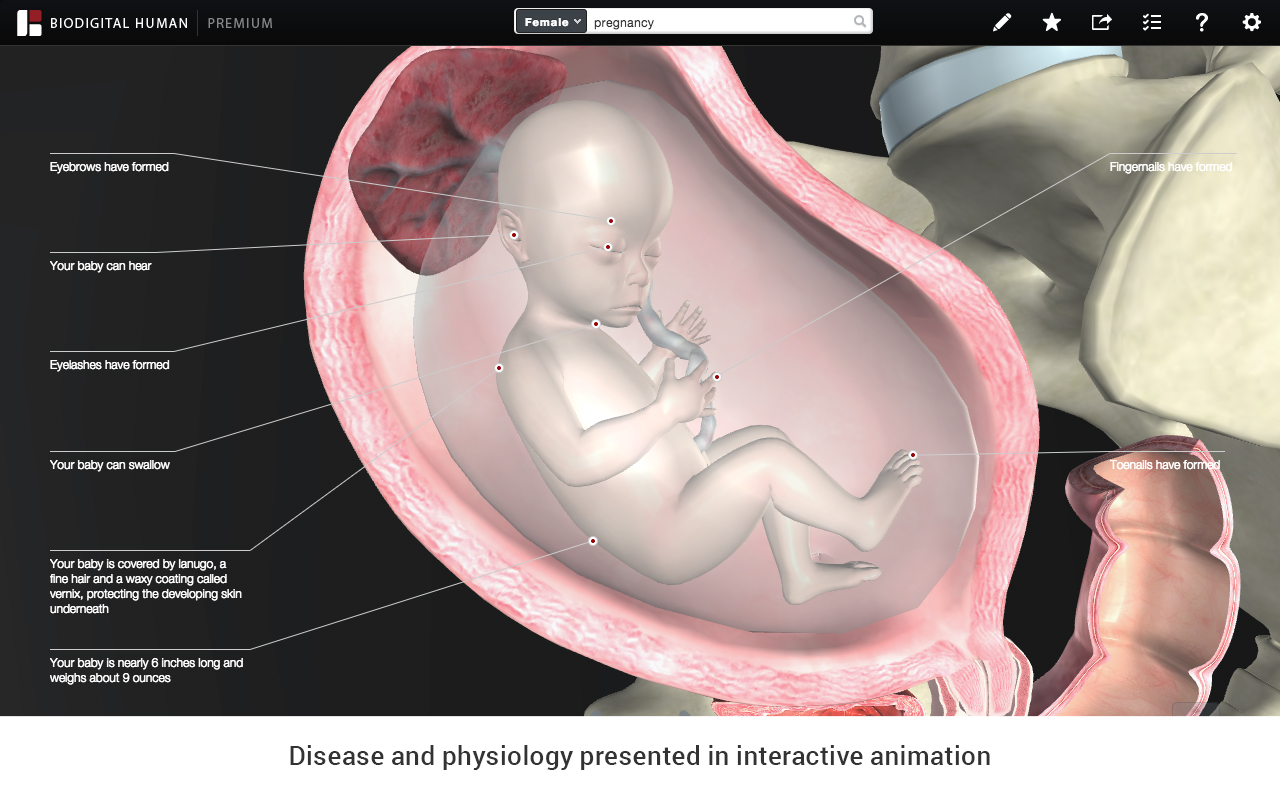 BIODIGITAL HUMAN PREMIUM Female pregnancy ?
Eyebrows have formed
Fingernails have formed
Your baby can hear
Eyelashes have formed
Your baby can swallow
Toenails have formed
Your baby is covered by lanugo, a
fine hair and a waxy coating called
vernix, protecting the developing skin
underneath
Your baby is nearly 6 inches long and
weighs about 9 ounces
Disease and physiology presented in interactive animation